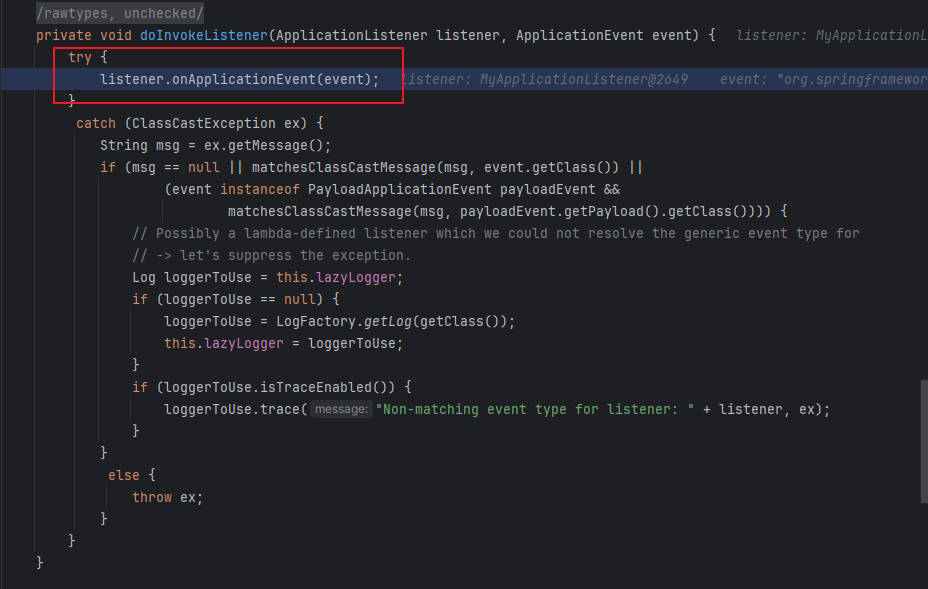 /rawtypes, unchecked/
private void doInvokeListener(ApplicationListener listener, ApplicationEvent event) {   listener: MyApplicationL
    try {
        listener.onApplicationEvent(event);   listener: MyApplicationListener@2649    event: "org.springframewor
    }
     catch (ClassCastException ex) {
        String msg = ex.getMessage();
        if (msg == null || matchesClassCastMessage(msg, event.getClass()) ||
                (event instanceof PayloadApplicationEvent payloadEvent &&
                        matchesClassCastMessage(msg, payloadEvent.getPayload().getClass()))) {
            // Possibly a lambda-defined listener which we could not resolve the generic event type for
            // -> let's suppress the exception.
            Log loggerToUse = this.lazyLogger;
            if (loggerToUse == null) {
                loggerToUse = LogFactory.getLog(getClass());
                this.lazyLogger = loggerToUse;
            }
            if (loggerToUse.isTraceEnabled()) {
                loggerToUse.trace( message: "Non-matching event type for listener: " + listener, ex);
            }
        }
         else {
            throw ex;
        }
    }
}